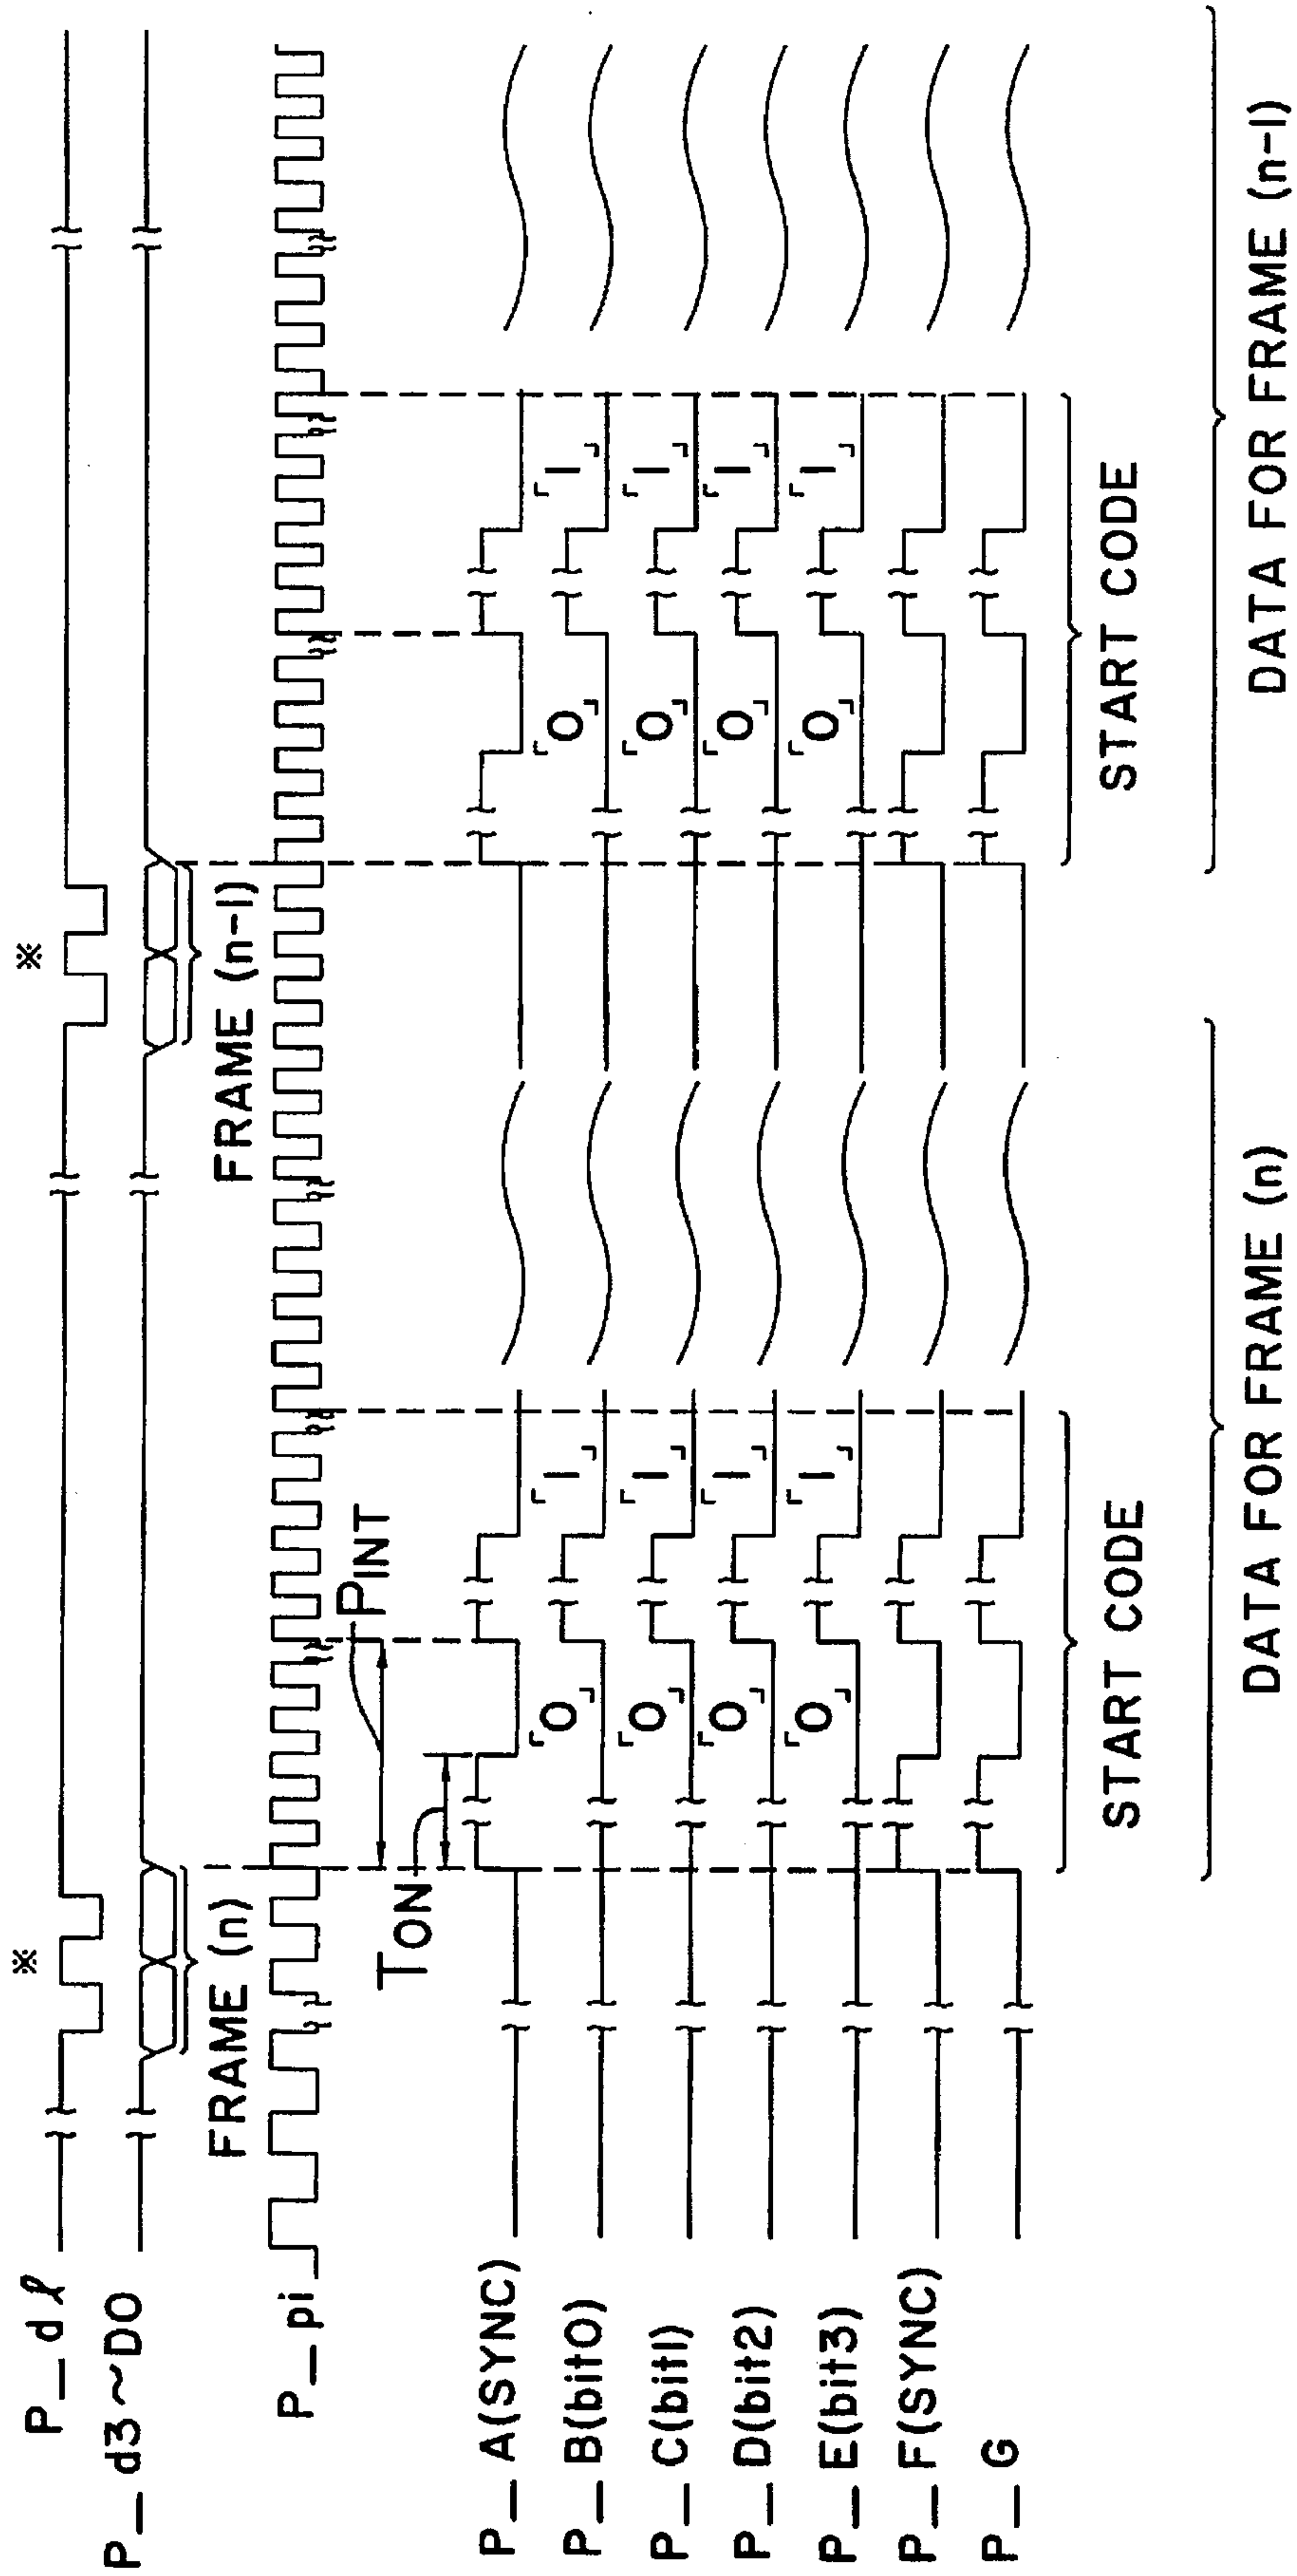 P_dℓ
※
※
P_d3~D0
FRAME (n)
FRAME (n-1)
P_pi
TON
PINT
P_A(SYNC)
P_B(bit0)
「0」
「1」
「0」
「1」
P_C(bit1)
「0」
「1」
「0」
「1」
P_D(bit2)
「0」
「1」
「0」
「1」
P_E(bit3)
「0」
「1」
「0」
「1」
P_F(SYNC)
P_G
START CODE
START CODE
DATA FOR FRAME (n)
DATA FOR FRAME (n-1)